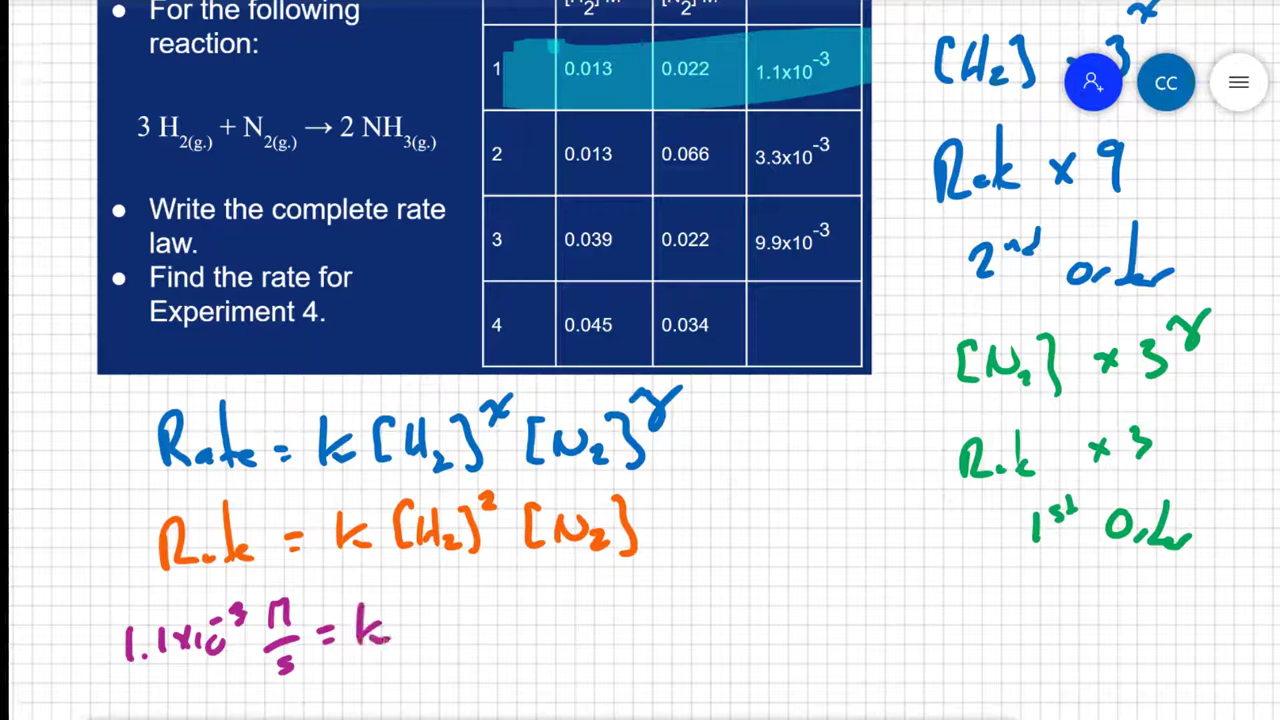 ● For the following
reaction:
3 H2(g.) + N2(g.) → 2 NH3(g.)
● Write the complete rate
law.
● Find the rate for
Experiment 4.
1 0.013 0.022 1.1x10-3
2 0.013 0.066 3.3x10-3
3 0.039 0.022 9.9x10-3
4 0.045 0.034
CC
[H2] 3x
Rate x 9
2nd order
[N2] x 3y
Rate x 3
1st Order
Rate = k [H2]x [N2]y
Rate = k [H2]2 [N2]
1.1x10-3 M/s = k